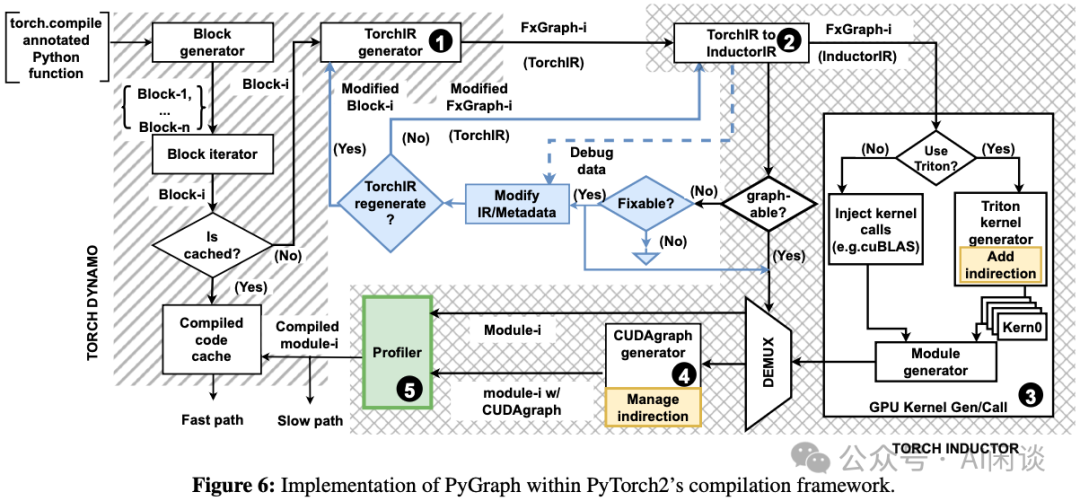 torch.compile
annotated
Python
function
Block
generator
Block-1,
...
Block-n
Block iterator
Block-i
Is
cached?
(Yes)
(No)
Block-i
TORCH DYNAMO
Compiled
code
cache
Fast path
Slow path
Compiled
module-i
TorchIR
generator
1
FxGraph-i
(TorchIR)
Modified
Block-i
Modified
FxGraph-i
(TorchIR)
(Yes)
(No)
TorchIR
regenerate
?
Modify
IR/Metadata
Debug
data
(Yes)
Fixable?
(No)
(No)
graph-
able?
(Yes)
TorchIR to
InductorIR
2
FxGraph-i
(InductorIR)
Use
Triton?
(No)
(Yes)
Inject kernel
calls
(e.g.cuBLAS)
Triton
kernel
generator
Add
indirection
Kern0
Module
generator
3
GPU Kernel Gen/Call
DEMUX
Module-i
CUDAgraph
generator
4
Manage
indirection
module-i w/
CUDAgraph
Profiler
5
TORCH INDUCTOR
公众号 · AI闲谈
Figure 6: Implementation of PyGraph within PyTorch2's compilation framework.